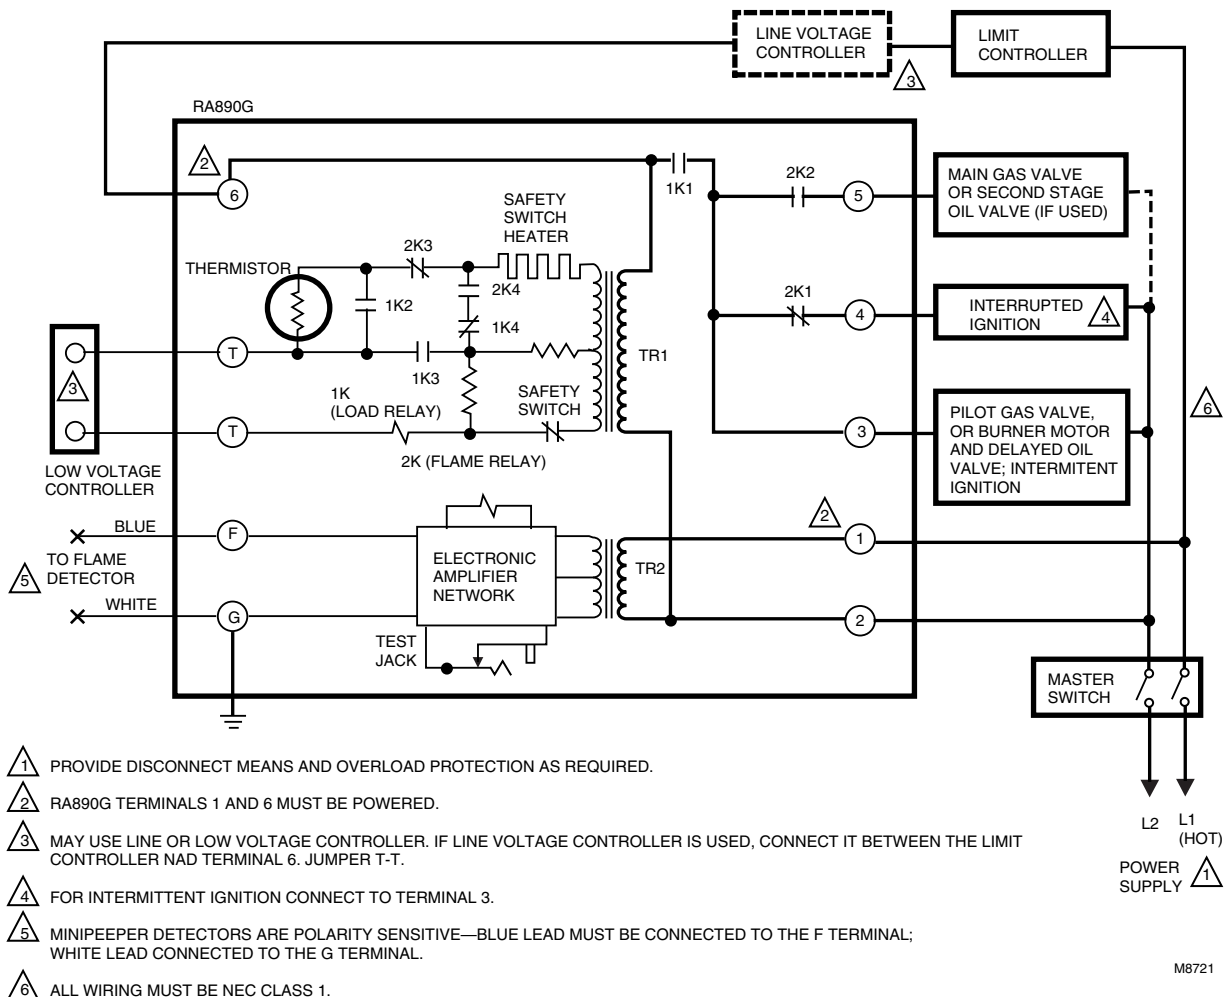 LINE VOLTAGE
CONTROLLER
LIMIT
CONTROLLER
3
RA890G
2
6
1K1
2K2
5
MAIN GAS VALVE
OR SECOND STAGE
OIL VALVE (IF USED)
SAFETY
SWITCH
HEATER
2K3
THERMISTOR
1K2
2K4
1K4
2K1
4
INTERRUPTED
IGNITION
4
3
T
1K3
TR1
1K
(LOAD RELAY)
SAFETY
SWITCH
T
2K (FLAME RELAY)
3
PILOT GAS VALVE,
OR BURNER MOTOR
AND DELAYED OIL
VALVE; INTERMITENT
IGNITION
6
LOW VOLTAGE
CONTROLLER
BLUE
F
TO FLAME
DETECTOR
5
WHITE
G
ELECTRONIC
AMPLIFIER
NETWORK
TR2
2
1
2
TEST
JACK
MASTER
SWITCH
L2
L1
(HOT)
POWER
SUPPLY
1
1 PROVIDE DISCONNECT MEANS AND OVERLOAD PROTECTION AS REQUIRED.
2 RA890G TERMINALS 1 AND 6 MUST BE POWERED.
3 MAY USE LINE OR LOW VOLTAGE CONTROLLER. IF LINE VOLTAGE CONTROLLER IS USED, CONNECT IT BETWEEN THE LIMIT
CONTROLLER NAD TERMINAL 6. JUMPER T-T.
4 FOR INTERMITTENT IGNITION CONNECT TO TERMINAL 3.
5 MINIPEEPER DETECTORS ARE POLARITY SENSITIVE—BLUE LEAD MUST BE CONNECTED TO THE F TERMINAL;
WHITE LEAD CONNECTED TO THE G TERMINAL.
6 ALL WIRING MUST BE NEC CLASS 1.
M8721